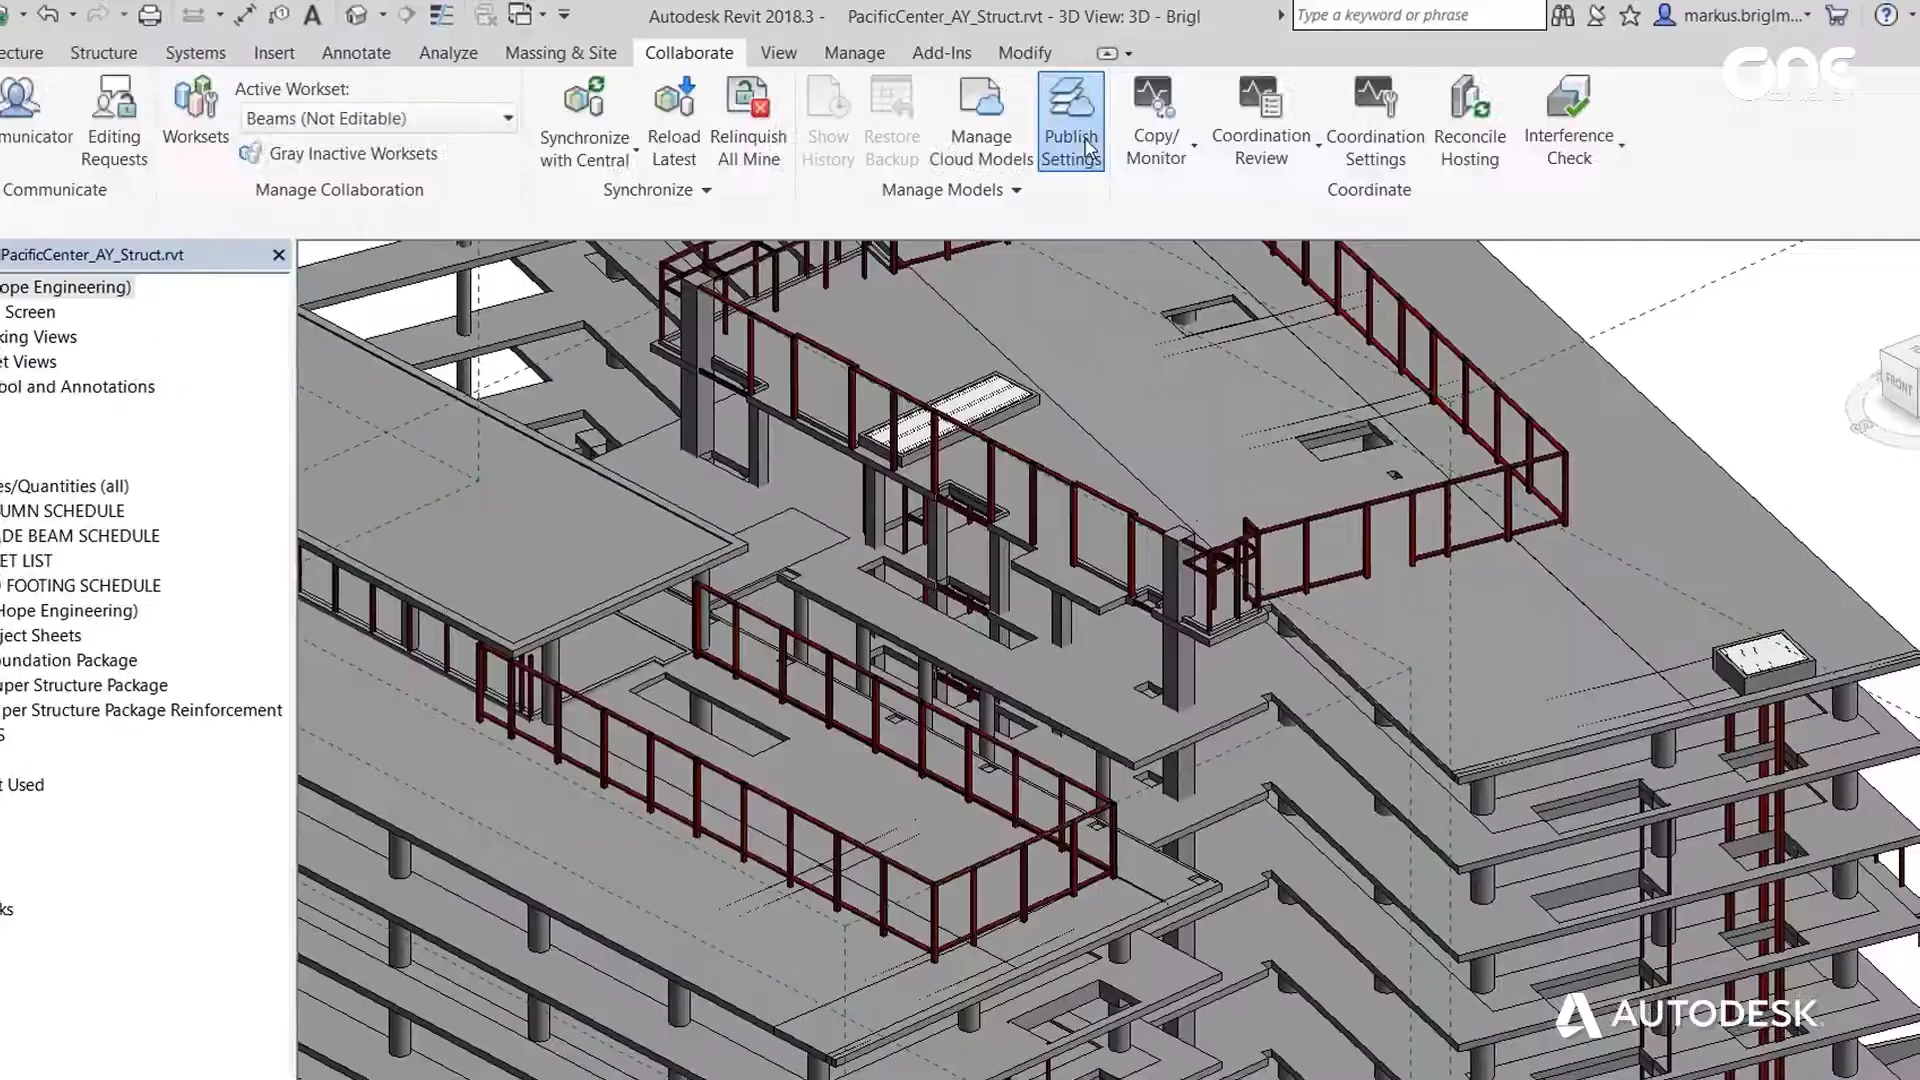 Autodesk Revit 2018.3 - PacificCenter_AY_Struct.rvt - 3D View: 3D - Brigl
Type a keyword or phrase
markus.briglm...
ecture Structure Systems Insert Annotate Analyze Massing & Site Collaborate View Manage Add-Ins Modify
one
municator
Editing
Requests
Worksets
Active Workset:
Beams (Not Editable)
Gray Inactive Worksets
Synchronize
with Central
Reload
Latest
Relinquish
All Mine
Show
History
Restore
Backup
Manage
Cloud Models
Publish
Settings
Copy/
Monitor
Coordination
Review
Coordination
Settings
Reconcile
Hosting
Interference
Check
Communicate
Manage Collaboration
Synchronize
Manage Models
Coordinate
PacificCenter_AY_Struct.rvt
ope Engineering)
Screen
king Views
et Views
bol and Annotations
es/Quantities (all)
UMN SCHEDULE
DE BEAM SCHEDULE
ET LIST
FOOTING SCHEDULE
Hope Engineering)
ject Sheets
undation Package
uper Structure Package
per Structure Package Reinforcement
S
t Used
ks
FRONT
AUTODESK